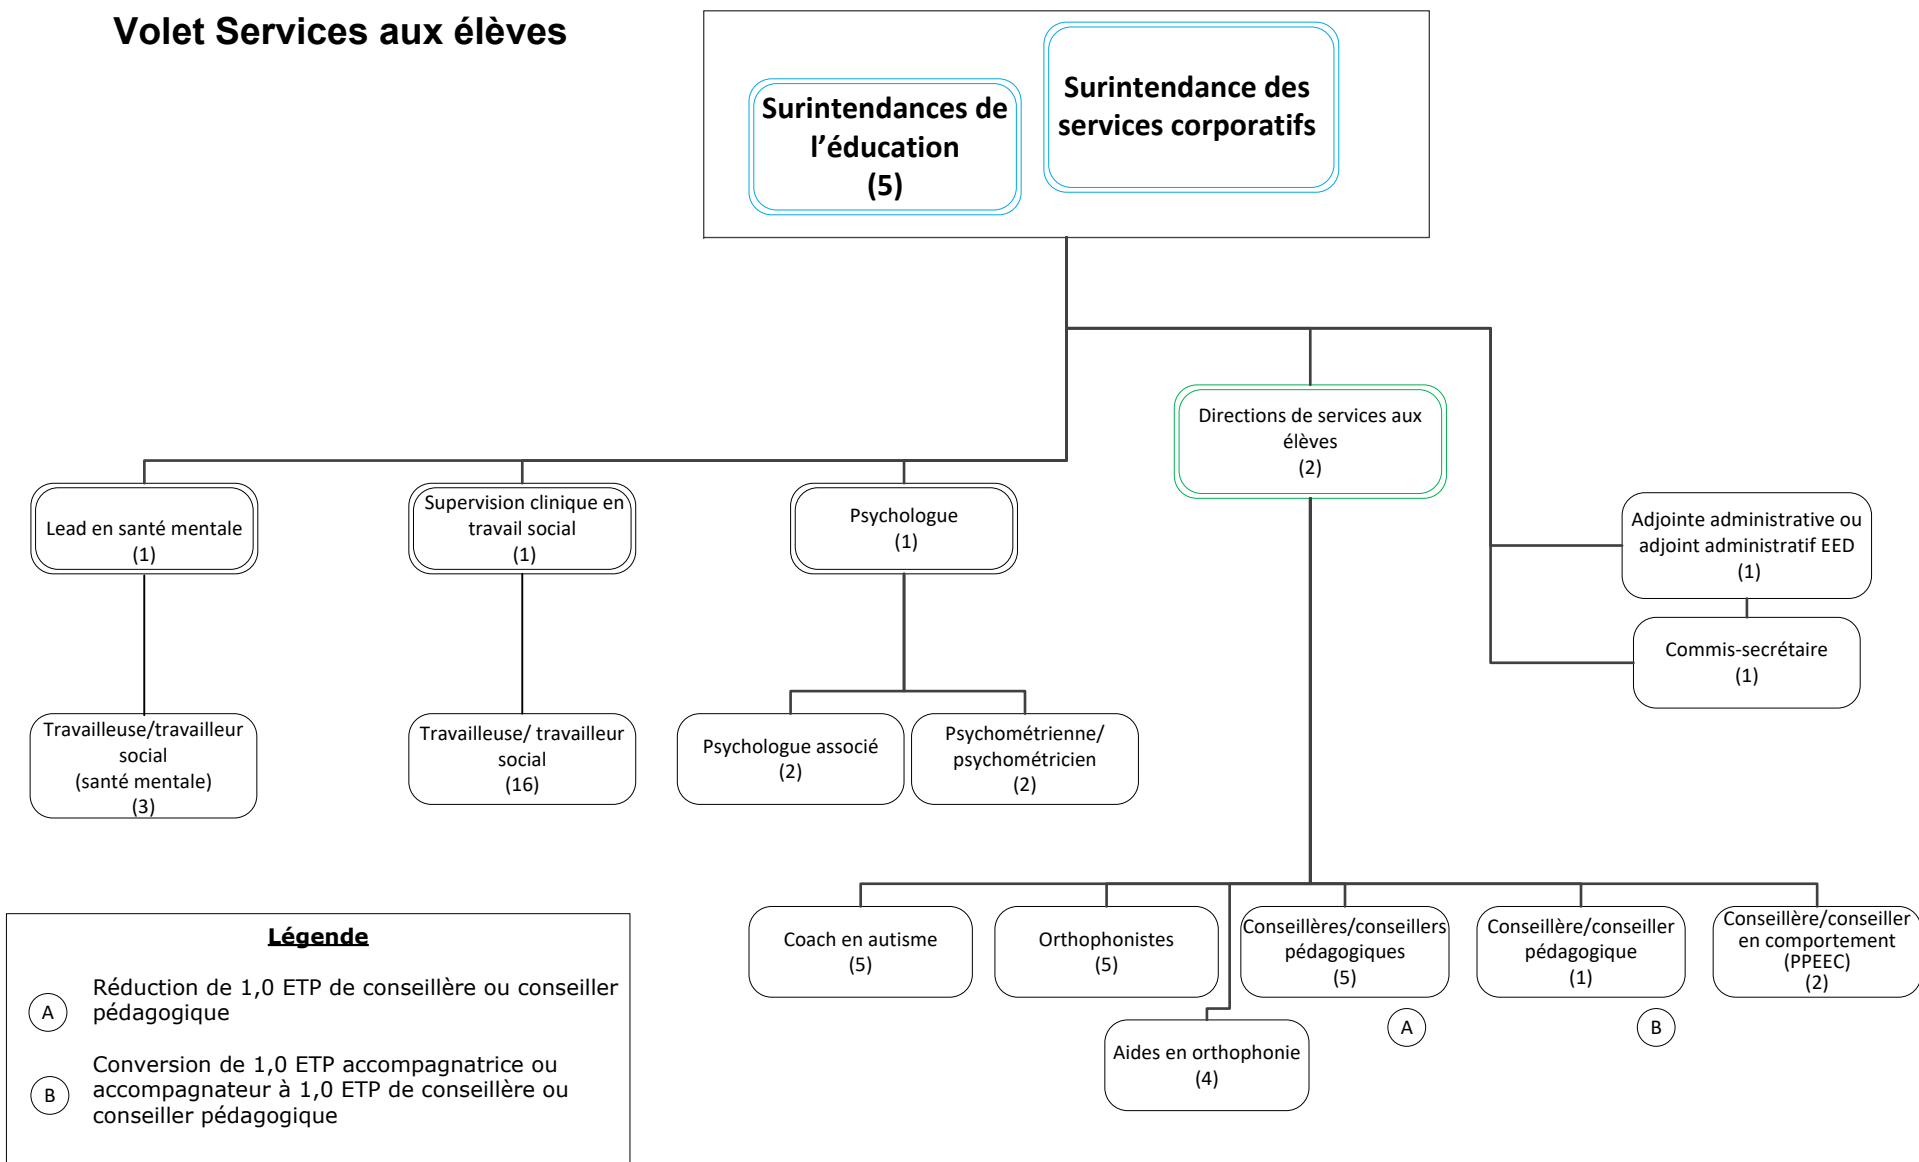 Volet Services aux élèves
Surintendances de
l’éducation
(5)
Surintendance des
services corporatifs
Directions de services aux
élèves
(2)
Lead en santé mentale
(1)
Supervision clinique en
travail social
(1)
Psychologue
(1)
Adjointe administrative ou
adjoint administratif EED
(1)
Commis-secrétaire
(1)
Travailleuse/travailleur
social
(santé mentale)
(3)
Travailleuse/ travailleur
social
(16)
Psychologue associé
(2)
Psychométrienne/
psychométricien
(2)
Coach en autisme
(5)
Orthophonistes
(5)
Conseillères/conseillers
pédagogiques
(5)
Conseillère/conseiller
pédagogique
(1)
Conseillère/conseiller
en comportement
(PPEEC)
(2)
A
B
Aides en orthophonie
(4)
Légende
A
Réduction de 1,0 ETP de conseillère ou conseiller
pédagogique
B
Conversion de 1,0 ETP accompagnatrice ou
accompagnateur à 1,0 ETP de conseillère ou
conseiller pédagogique